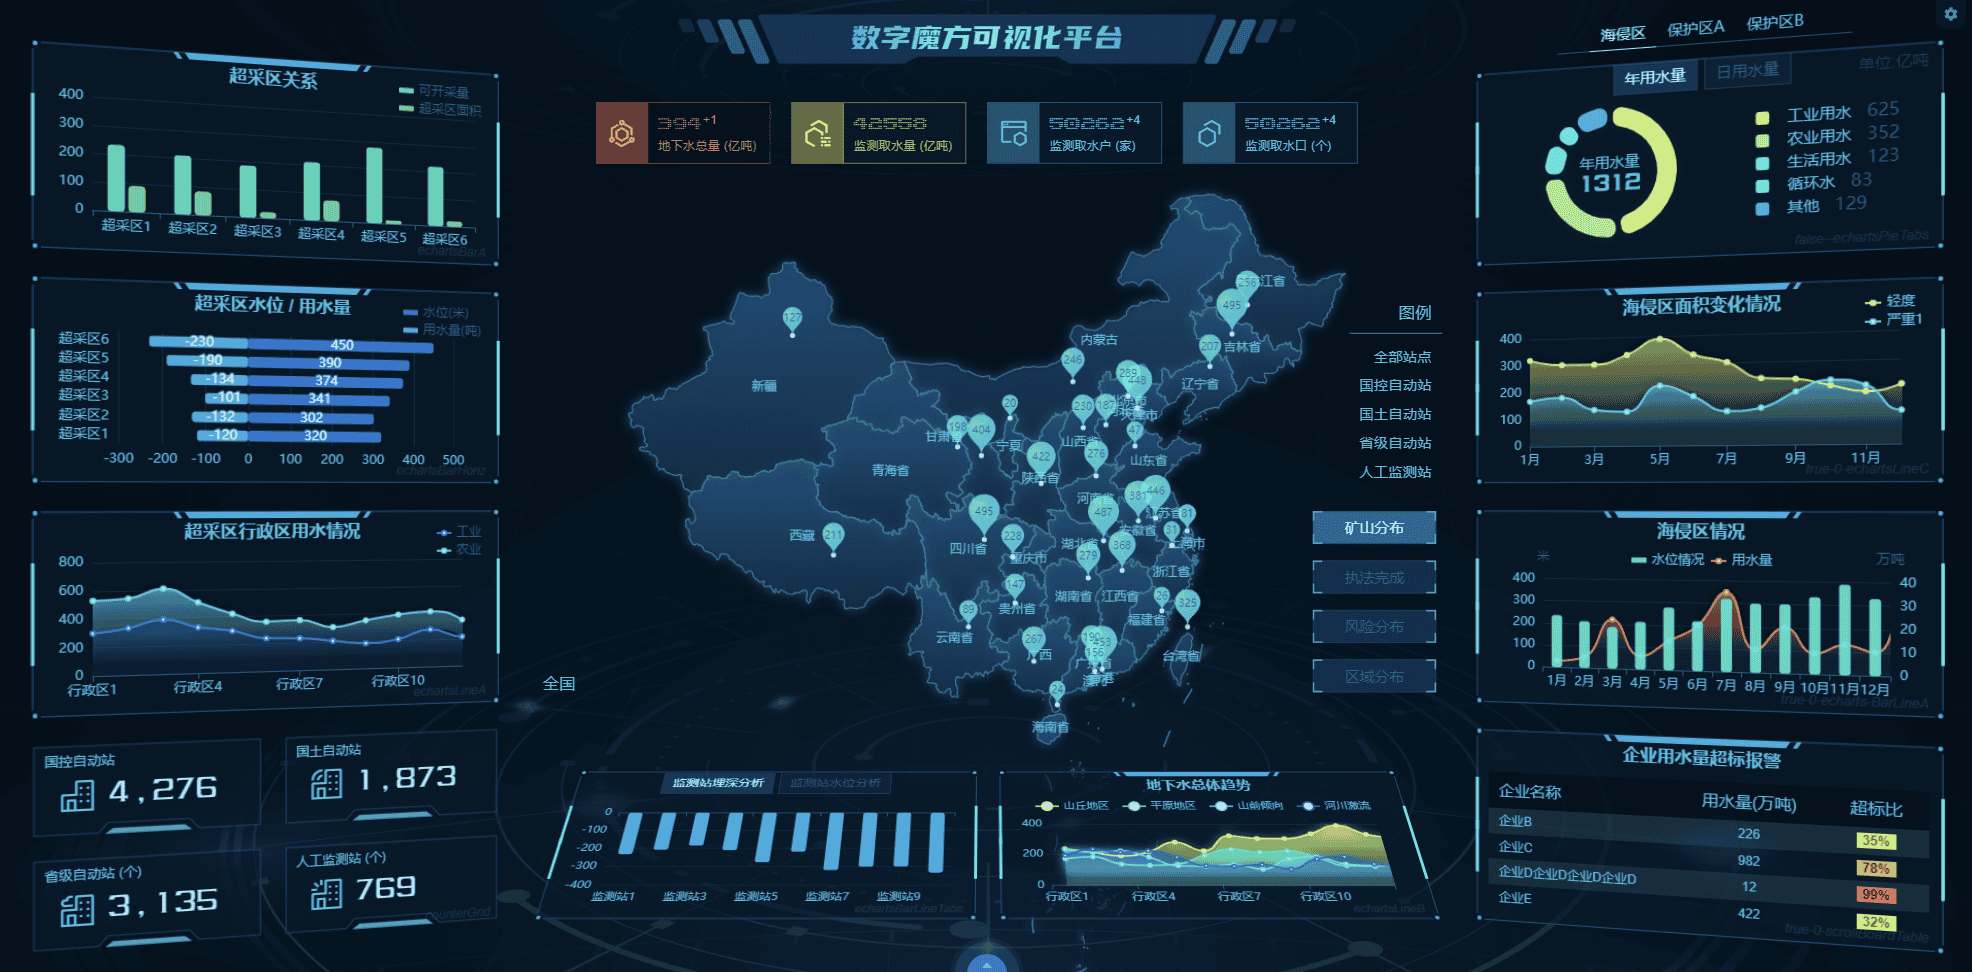 数字魔方可视化平台
海侵区 保护区A 保护区B
超采区关系
可开采量
超采区面积
400
300
200
100
0
超采区1 超采区2 超采区3 超采区4 超采区5 超采区6
echartsBarA
超采区水位 / 用水量
水位(米)
用水量(吨)
超采区6 -230 450
超采区5 -190 390
超采区4 -134 374
超采区3 -101 341
超采区2 -132 302
超采区1 -120 320
-300 -200 -100 0 100 200 300 400 500
echartsBarHoriz
超采区行政区用水情况
工业
农业
800
600
400
200
0
行政区1 行政区4 行政区7 行政区10
echartsLineA
国控自动站
4,276
国土自动站
1,873
省级自动站 (个)
3,135
人工监测站 (个)
769
counterGrid
394+1
地下水总量 (亿吨)
42558
监测取水量 (亿吨)
50262+4
监测取水户 (家)
50262+4
监测取水口 (个)
256
江省
495
吉林省
207
辽宁省
内蒙古
246
127
新疆
289
448
20
230
187
198
404
甘肃省
宁夏
山西省
47
422
276
山东省
青海省
陕西省
河南省
381
446
495
487
江苏省
81
西藏
211
228
安徽省
31
上海市
四川省
重庆市
湖北省
368
279
浙江省
147
湖南省
江西省
26
325
89
贵州省
福建省
云南省
267
190
453
156
广西
台湾省
24
海南省
全国
图例
全部站点
国控自动站
国土自动站
省级自动站
人工监测站
矿山分布
执法完成
风险分布
区域分布
监测站埋深分析 监测站水位分析
0
-100
-200
-300
-400
监测站1 监测站3 监测站5 监测站7 监测站9
echartsBarLineTabs
地下水总体趋势
山丘地区 平原地区 山前倾向 河川激流
400
200
0
行政区1 行政区4 行政区7 行政区10
echartsLineB
年用水量 日用水量 单位:亿吨
年用水量
1312
工业用水 625
农业用水 352
生活用水 123
循环水 83
其他 129
false--echartsPieTabs
海侵区面积变化情况
轻度
严重1
400
300
200
100
0
1月 3月 5月 7月 9月 11月
true-0-echartsLineC
海侵区情况
米 水位情况 用水量 万吨
400
300
200
100
0
40
30
20
10
0
1月 2月 3月 4月 5月 6月 7月 8月 9月 10月 11月 12月
true-0-echarts-BarLineA
企业用水量超标报警
企业名称 用水量(万吨) 超标比
企业B 226 35%
企业C 982 78%
企业D企业D企业D企业D 12 99%
企业E 422 32%
true-0-scrollBoardTable